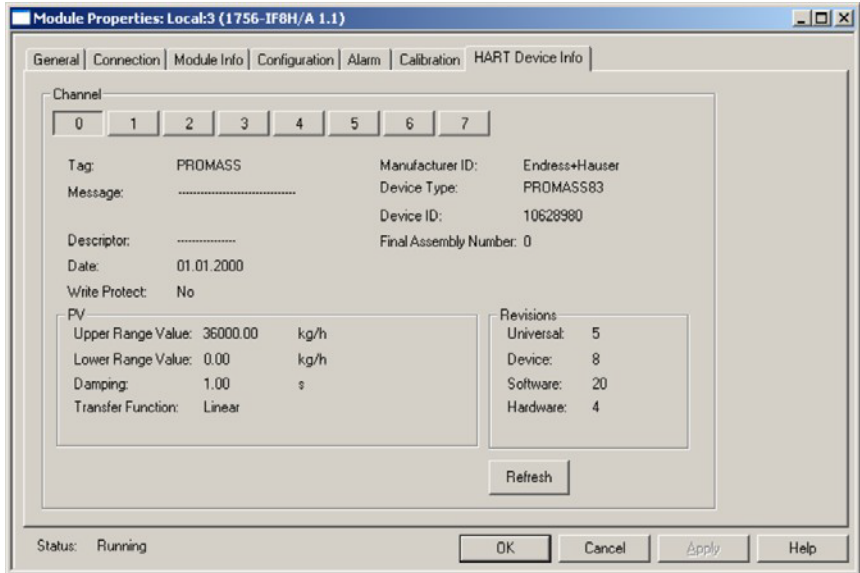 Module Properties: Local:3 (1756-IF8H/A 1.1)
General Connection Module Info Configuration Alarm Calibration HART Device Info
Channel
0 1 2 3 4 5 6 7
Tag: PROMASS Manufacturer ID: Endress+Hauser
Message: -------------------------------- Device Type: PROMASS83
Device ID: 10628980
Descriptor: ---------------- Final Assembly Number: 0
Date: 01.01.2000
Write Protect: No
PV Revisions
Upper Range Value: 36000.00 kg/h Universal: 5
Lower Range Value: 0.00 kg/h Device: 8
Damping: 1.00 s Software: 20
Transfer Function: Linear Hardware: 4
Refresh
Status: Running OK Cancel Apply Help